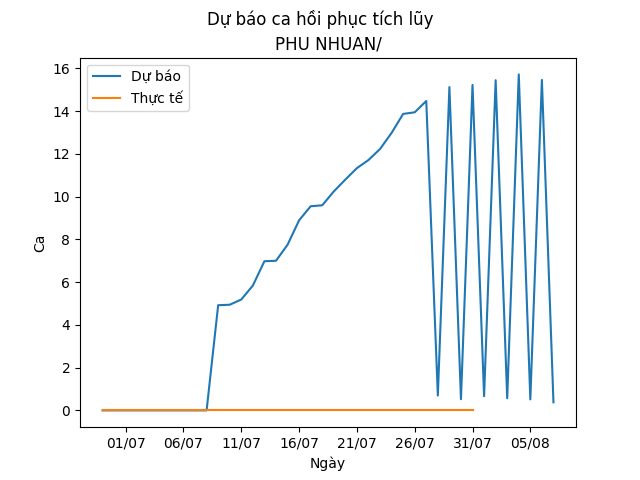 Dự báo ca hồi phục tích lũy
PHU NHUAN/
Dự báo
Thực tế
16
14
12
10
8
6
4
2
0
Ca
01/07 06/07 11/07 16/07 21/07 26/07 31/07 05/08
Ngày